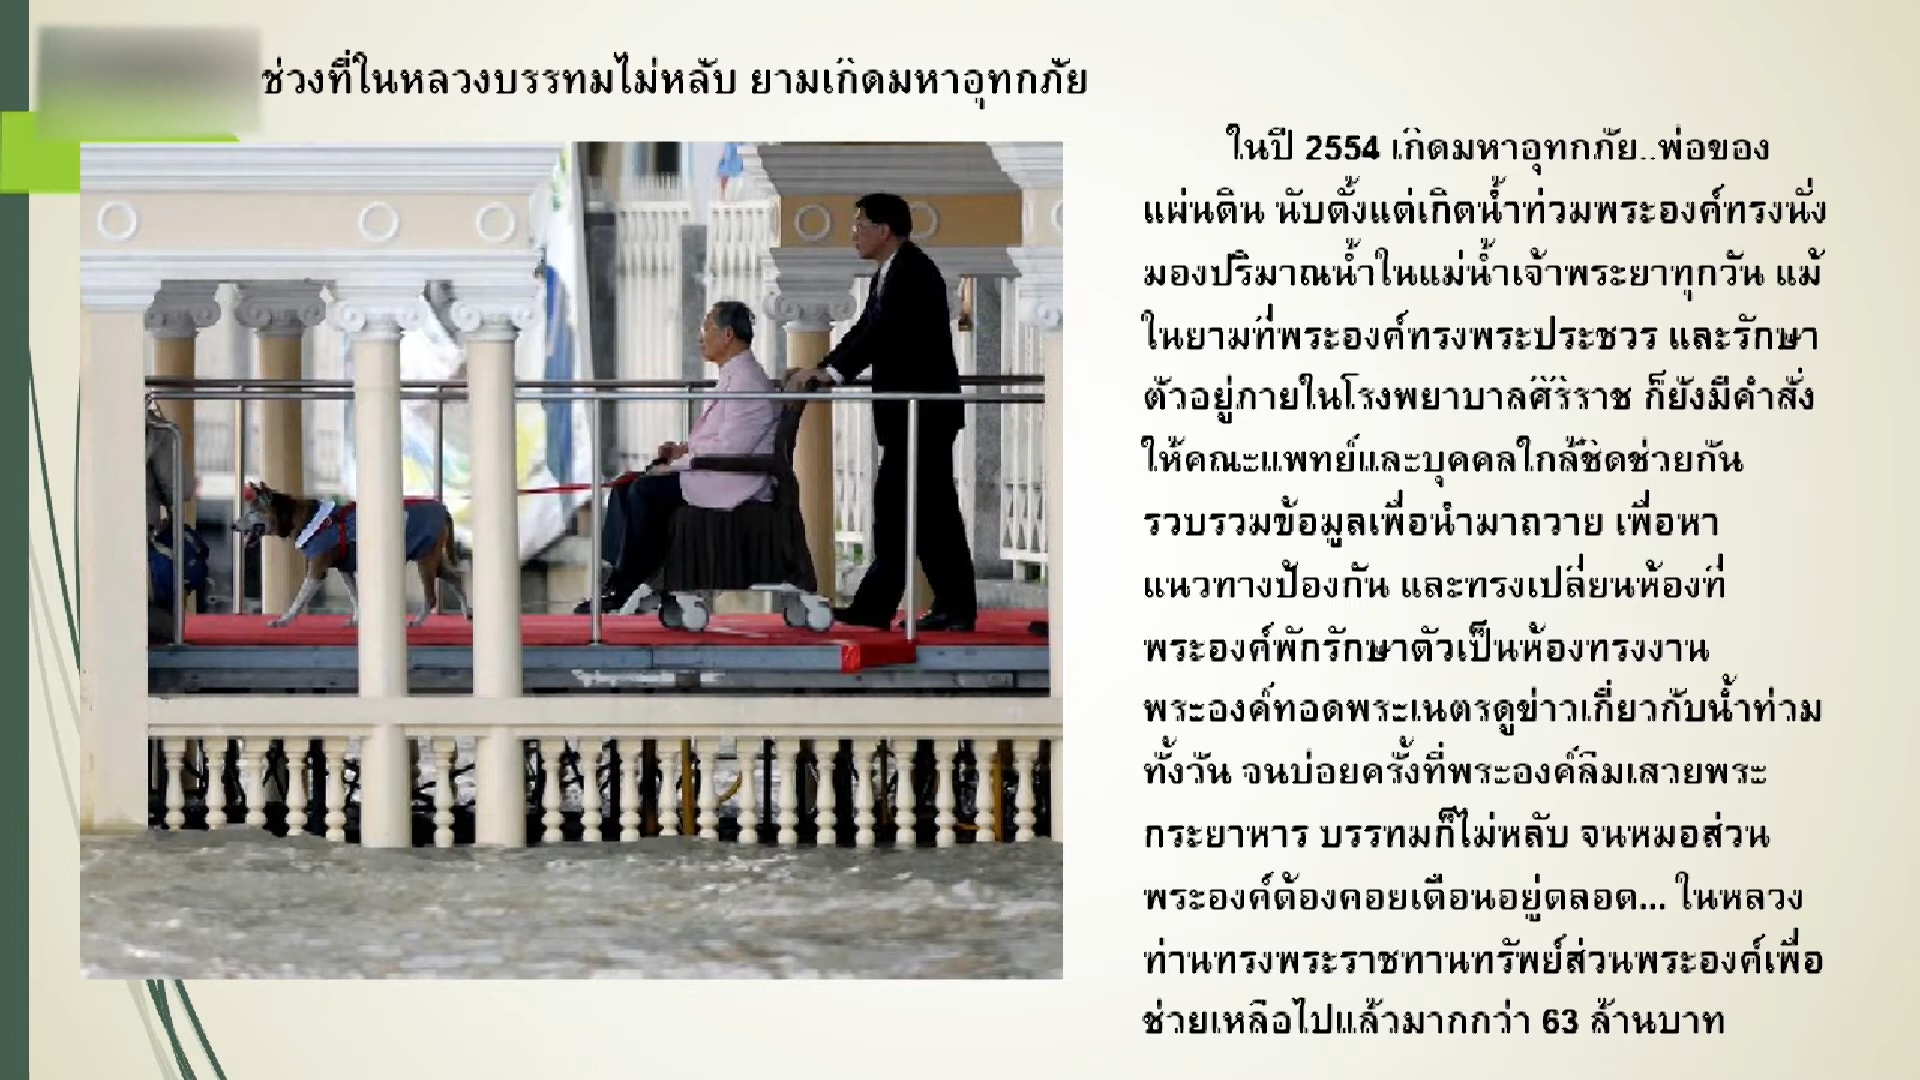 ช่วงที่ในหลวงบรรทมไม่หลับ ยามเกิดมหาอุทกภัย
ในปี 2554 เกิดมหาอุทกภัย..พ่อของ
แผ่นดิน นับตั้งแต่เกิดน้ำท่วมพระองค์ทรงนั่ง
มองปริมาณน้ำในแม่น้ำเจ้าพระยาทุกวัน แม้
ในยามที่พระองค์ทรงพระประชวร และรักษา
ตัวอยู่ภายในโรงพยาบาลศิริราช ก็ยังมีคำสั่ง
ให้คณะแพทย์และบุคคลใกล้ชิดช่วยกัน
รวบรวมข้อมูลเพื่อนำมาถวาย เพื่อหา
แนวทางป้องกัน และทรงเปลี่ยนห้องที่
พระองค์พักรักษาตัวเป็นห้องทรงงาน
พระองค์ทอดพระเนตรดูข่าวเกี่ยวกับน้ำท่วม
ทั้งวัน จนบ่อยครั้งที่พระองค์ลืมเสวยพระ
กระยาหาร บรรทมก็ไม่หลับ จนหมอส่วน
พระองค์ต้องคอยเตือนอยู่ตลอด... ในหลวง
ท่านทรงพระราชทานทรัพย์ส่วนพระองค์เพื่อ
ช่วยเหลือไปแล้วมากกว่า 63 ล้านบาท